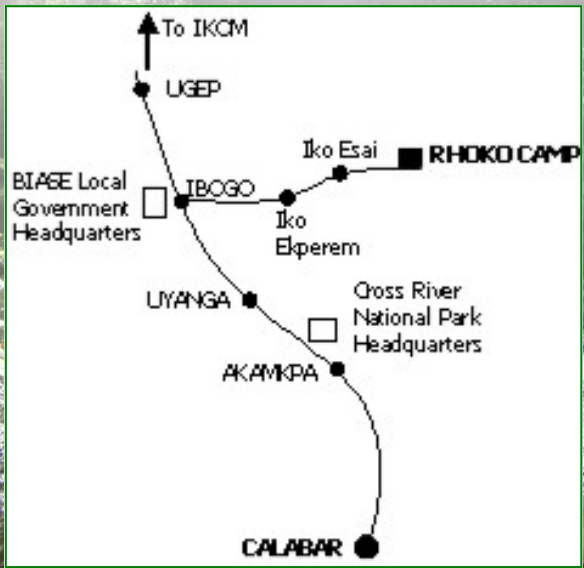 To IKOM
UGEP
Iko Esai
RHOKO CAMP
BIASE Local
Government
Headquarters
IBOGO
Iko
Ekperem
UYANGA
Cross River
National Park
Headquarters
AKAMKPA
CALABAR